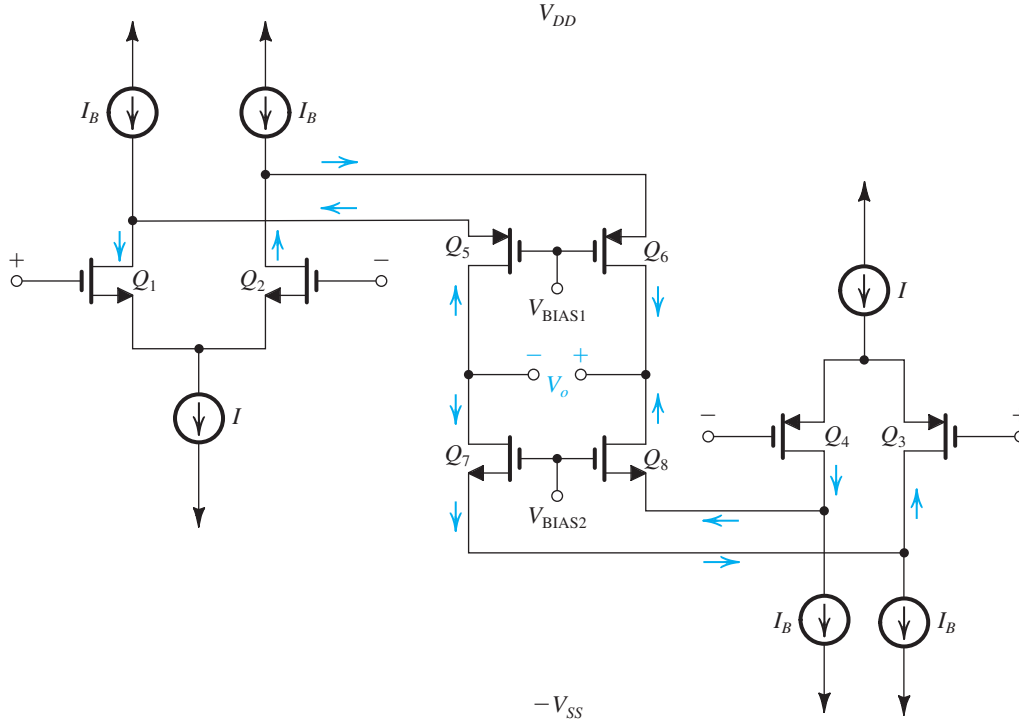 V_DD
I_B
I_B
+
Q_1
Q_2
−
Q_5
Q_6
V_BIAS1
I
I
− +
V_o
−
Q_4
Q_3
−
Q_7
Q_8
V_BIAS2
I_B
I_B
−V_SS